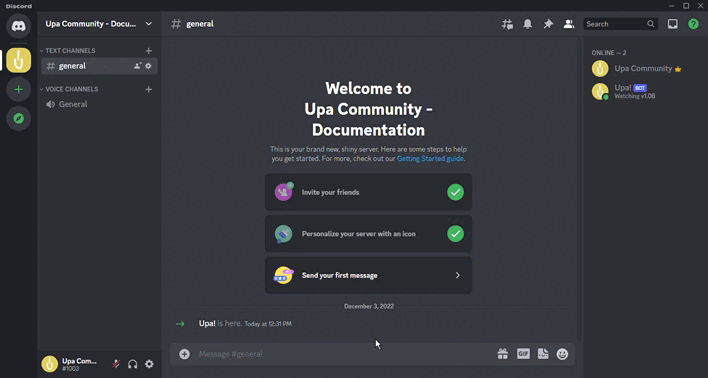 Discord
Upa Community - Docu...
general
Search
TEXT CHANNELS
general
VOICE CHANNELS
General
Welcome to
Upa Community -
Documentation
This is your brand new, shiny server. Here are some steps to help
you get started. For more, check out our Getting Started guide.
Invite your friends
Personalize your server with an icon
Send your first message
December 3, 2022
Upa! is here. Today at 12:31 PM
Message #general
GIF
ONLINE — 2
Upa Community
Upa! BOT
Watching v1.08
Upa Com...
#1003